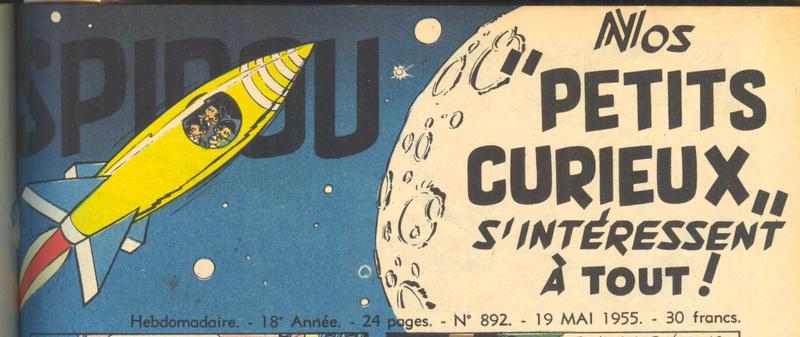 SPIROU
Nos
"PETITS
CURIEUX"
S'INTÉRESSENT
À TOUT !
Hebdomadaire. - 18e Année. - 24 pages. - N° 892. - 19 MAI 1955. - 30 francs.